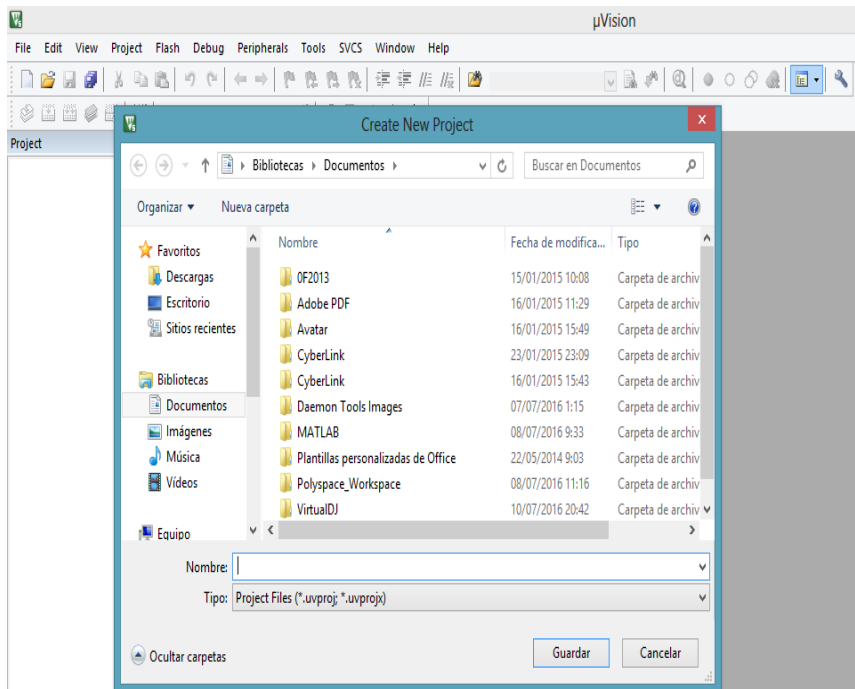 µVision
File Edit View Project Flash Debug Peripherals Tools SVCS Window Help
Project
Create New Project
Bibliotecas Documentos
Buscar en Documentos
Organizar Nueva carpeta
Favoritos
Descargas
Escritorio
Sitios recientes
Bibliotecas
Documentos
Imágenes
Música
Vídeos
Equipo
Nombre Fecha de modifica... Tipo
0F2013 15/01/2015 10:08 Carpeta de archiv
Adobe PDF 16/01/2015 11:29 Carpeta de archiv
Avatar 16/01/2015 15:49 Carpeta de archiv
CyberLink 23/01/2015 23:09 Carpeta de archiv
CyberLink 16/01/2015 15:43 Carpeta de archiv
Daemon Tools Images 07/07/2016 1:15 Carpeta de archiv
MATLAB 08/07/2016 9:33 Carpeta de archiv
Plantillas personalizadas de Office 22/05/2014 9:03 Carpeta de archiv
Polyspace_Workspace 08/07/2016 11:16 Carpeta de archiv
VirtualDJ 10/07/2016 20:42 Carpeta de archiv
Nombre:
Tipo: Project Files (*.uvproj; *.uvprojx)
Ocultar carpetas
Guardar
Cancelar